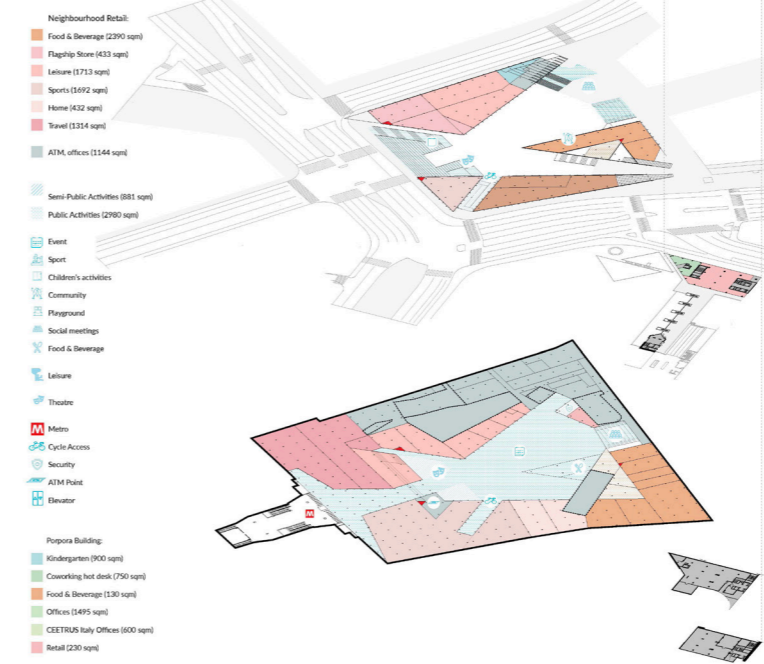 Neighbourhood Retail:
Food & Beverage (2390 sqm)
Flagship Store (433 sqm)
Leisure (1713 sqm)
Sports (1692 sqm)
Home (432 sqm)
Travel (1314 sqm)
ATM, offices (1144 sqm)
Semi-Public Activities (881 sqm)
Public Activities (2980 sqm)
Event
Sport
Children's activities
Community
Playground
Social meetings
Food & Beverage
Leisure
Theatre
M Metro
Cycle Access
Security
ATM Point
Elevator
M
Porpora Building:
Kindergarten (900 sqm)
Coworking hot desk (750 sqm)
Food & Beverage (130 sqm)
Offices (1495 sqm)
CEETRUS Italy Offices (600 sqm)
Retail (230 sqm)